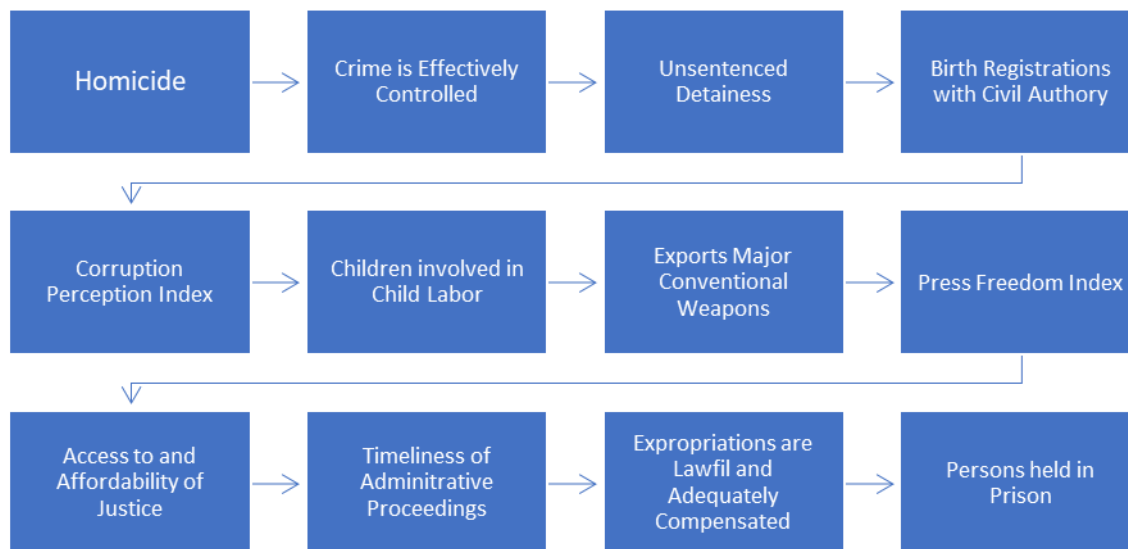 Homicide
Crime is Effectively
Controlled
Unsentenced
Detainess
Birth Registrations
with Civil Authory
Corruption
Perception Index
Children involved in
Child Labor
Exports Major
Conventional
Weapons
Press Freedom Index
Access to and
Affordability of
Justice
Timeliness of
Adminitrative
Proceedings
Expropriations are
Lawfil and
Adequately
Compensated
Persons held in
Prison